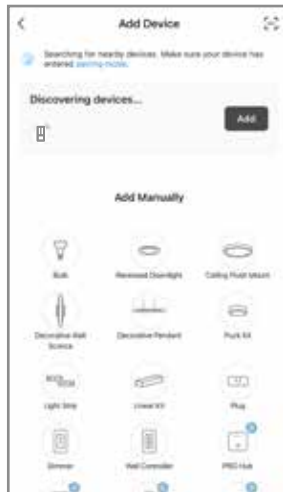 Add Device
Searching for nearby devices. Make sure your device has
entered pairing mode.
Discovering devices...
Add
Add Manually
Bulb
Recessed Downlight
Ceiling Flush Mount
Decorative Wall
Sconce
Decorative Pendant
Puck Kit
Light Strip
Linear Kit
Plug
Dimmer
Wall Controller
PRO Hub